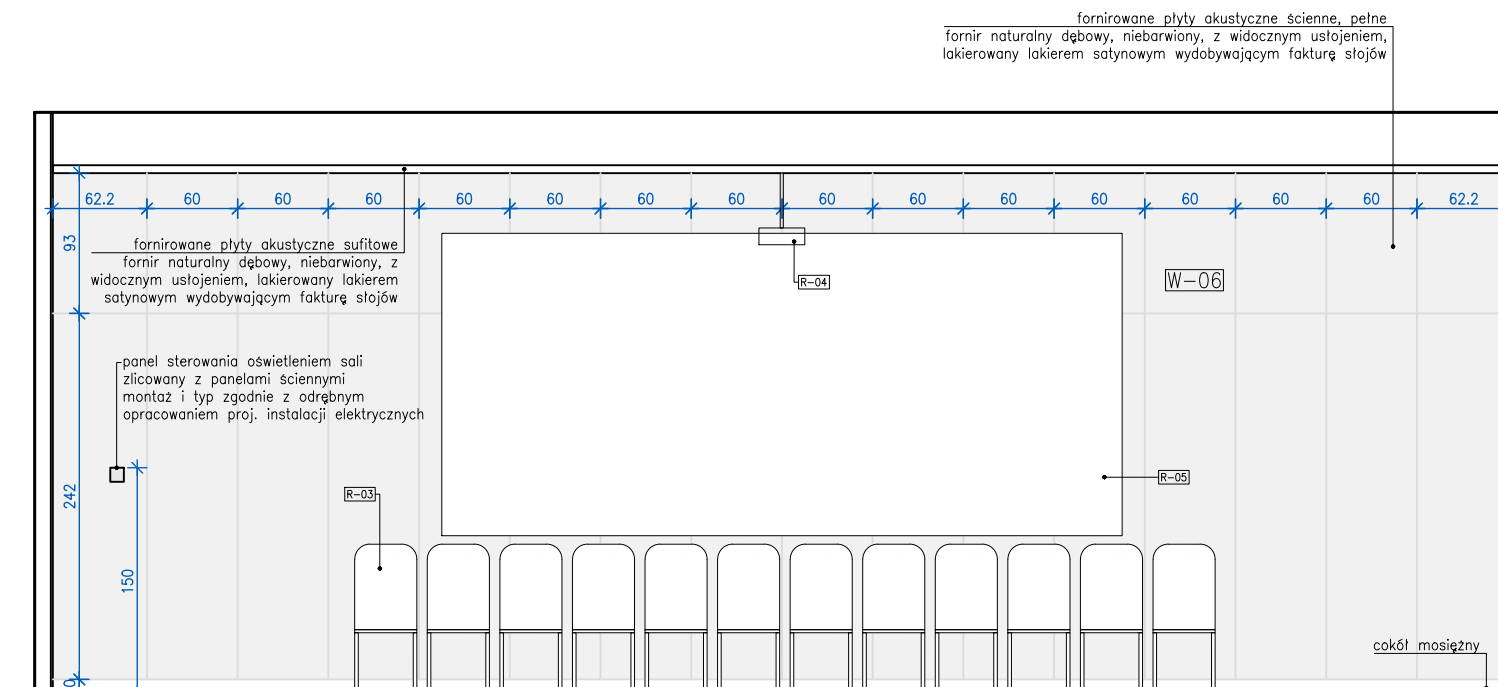 fornirowane płyty akustyczne ścienne, pełne
fornir naturalny dębowy, niebarwiony, z widocznym usłojeniem,
lakierowany lakierem satynowym wydobywającym fakturę słojów
62.2 60 60 60 60 60 60 60 60 60 60 60 60 60 60 62.2
93
fornirowane płyty akustyczne sufitowe
fornir naturalny dębowy, niebarwiony, z
widocznym usłojeniem, lakierowany lakierem
satynowym wydobywającym fakturę słojów
R-04
W-06
panel sterowania oświetleniem sali
zlicowany z panelami ściennymi
montaż i typ zgodnie z odrębnym
opracowaniem proj. instalacji elektrycznych
242
R-03
R-05
150
cokół mosiężny